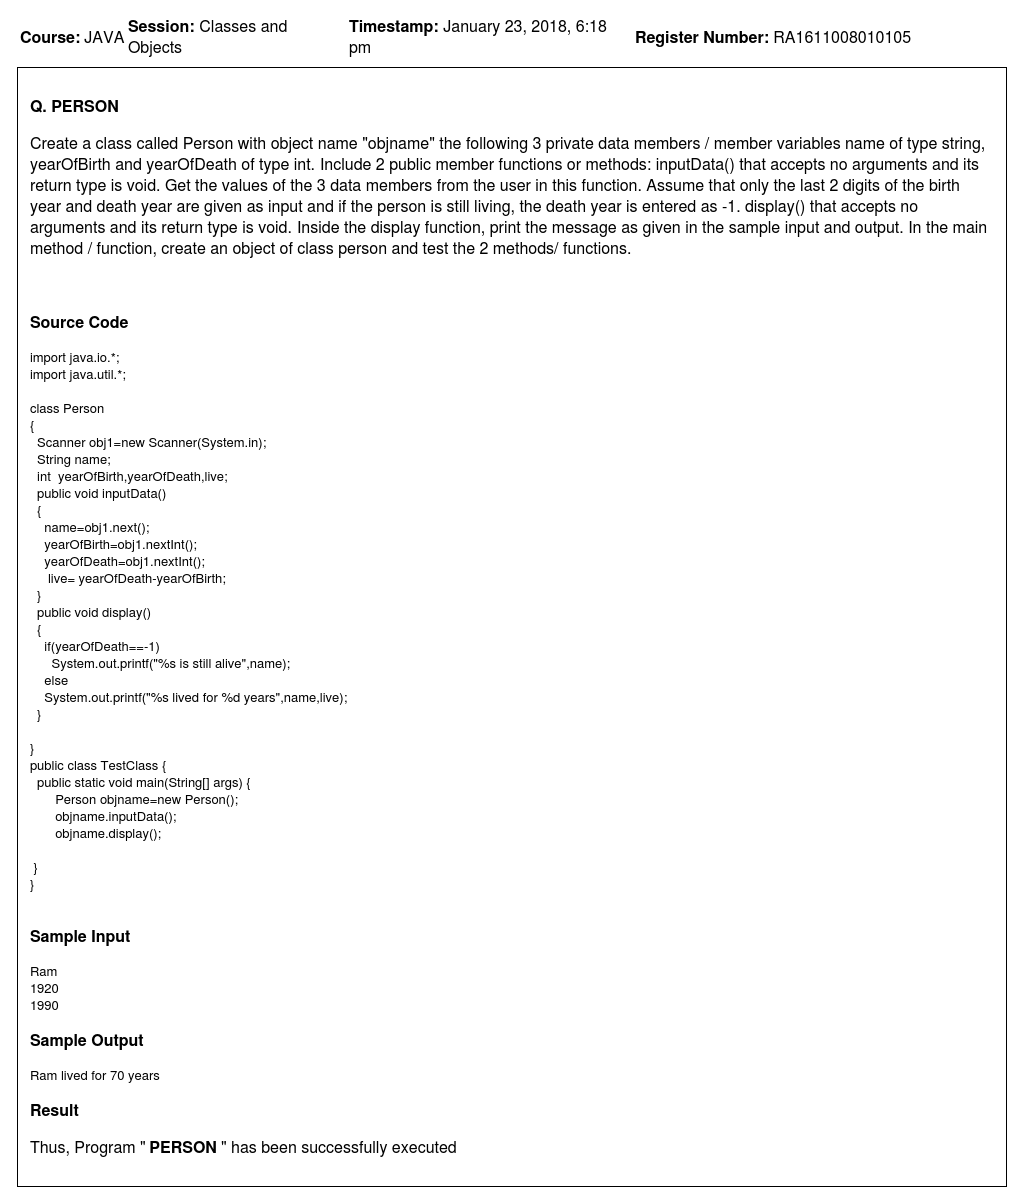 Course: JAVA Session: Classes and Objects Timestamp: January 23, 2018, 6:18 pm Register Number: RA1611008010105
Q. PERSON
Create a class called Person with object name "objname" the following 3 private data members / member variables name of type string,
yearOfBirth and yearOfDeath of type int. Include 2 public member functions or methods: inputData() that accepts no arguments and its
return type is void. Get the values of the 3 data members from the user in this function. Assume that only the last 2 digits of the birth
year and death year are given as input and if the person is still living, the death year is entered as -1. display() that accepts no
arguments and its return type is void. Inside the display function, print the message as given in the sample input and output. In the main
method / function, create an object of class person and test the 2 methods/ functions.
Source Code
import java.io.*;
import java.util.*;
class Person
{
Scanner obj1=new Scanner(System.in);
String name;
int  yearOfBirth,yearOfDeath,live;
public void inputData()
{
name=obj1.next();
yearOfBirth=obj1.nextInt();
yearOfDeath=obj1.nextInt();
live= yearOfDeath-yearOfBirth;
}
public void display()
{
if(yearOfDeath==-1)
System.out.printf("%s is still alive",name);
else
System.out.printf("%s lived for %d years",name,live);
}
}
public class TestClass {
public static void main(String[] args) {
Person objname=new Person();
objname.inputData();
objname.display();
}
}
Sample Input
Ram
1920
1990
Sample Output
Ram lived for 70 years
Result
Thus, Program " PERSON " has been successfully executed